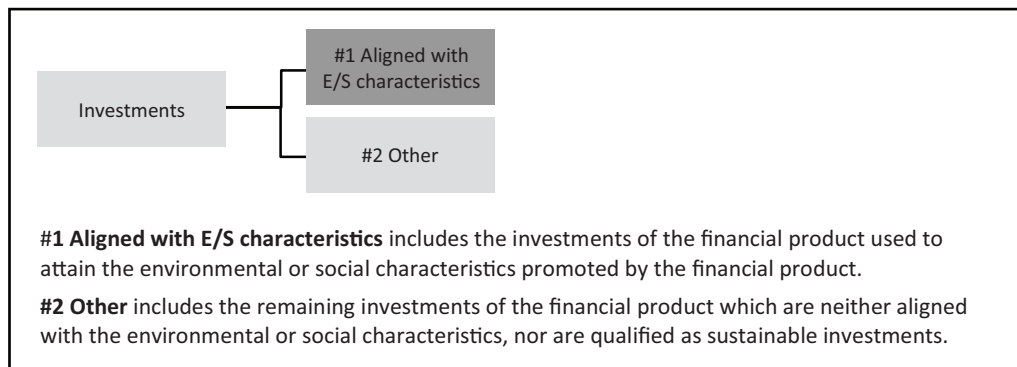 #1 Aligned with
E/S characteristics
Investments
#2 Other
#1 Aligned with E/S characteristics includes the investments of the financial product used to
attain the environmental or social characteristics promoted by the financial product.
#2 Other includes the remaining investments of the financial product which are neither aligned
with the environmental or social characteristics, nor are qualified as sustainable investments.